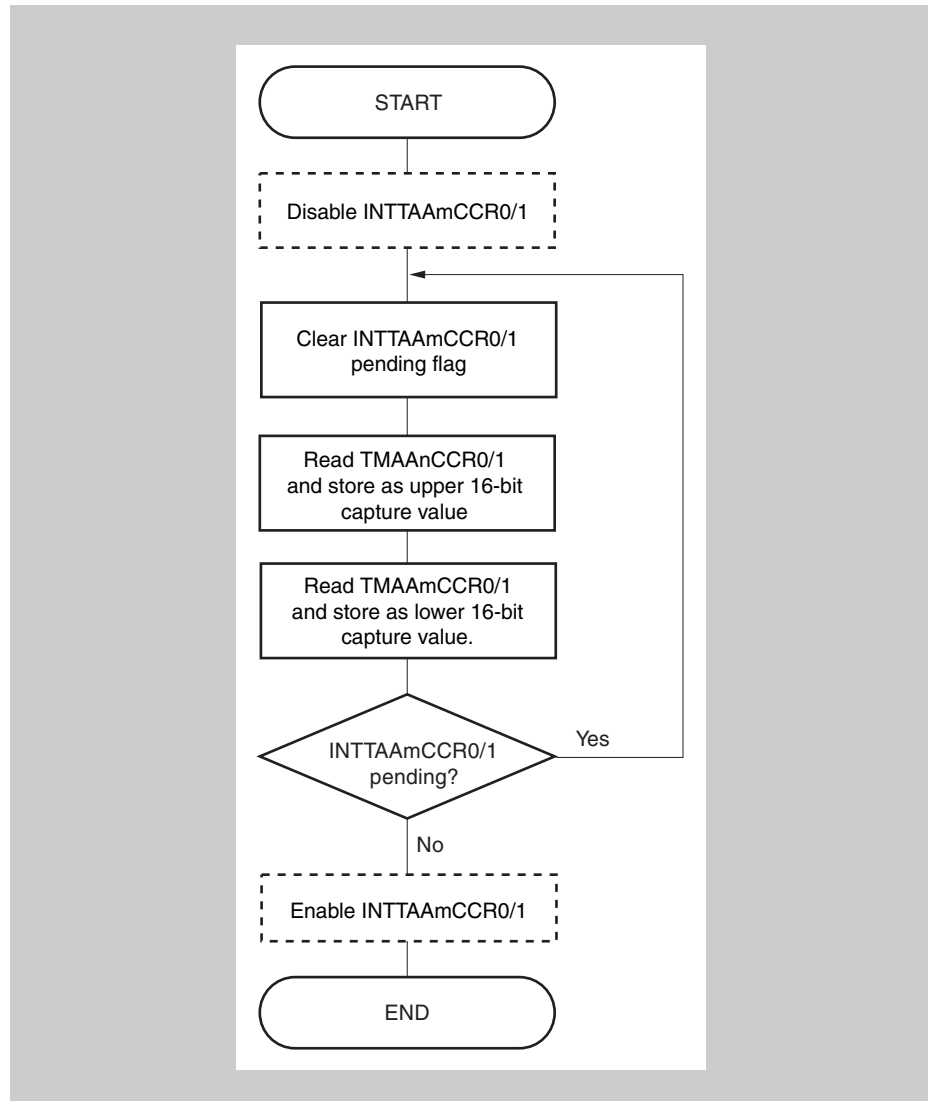 START
Disable INTTAAmCCR0/1
Clear INTTAAmCCR0/1
pending flag
Read TMAAnCCR0/1
and store as upper 16-bit
capture value
Read TMAAmCCR0/1
and store as lower 16-bit
capture value.
INTTAAmCCR0/1
pending?
Yes
No
Enable INTTAAmCCR0/1
END